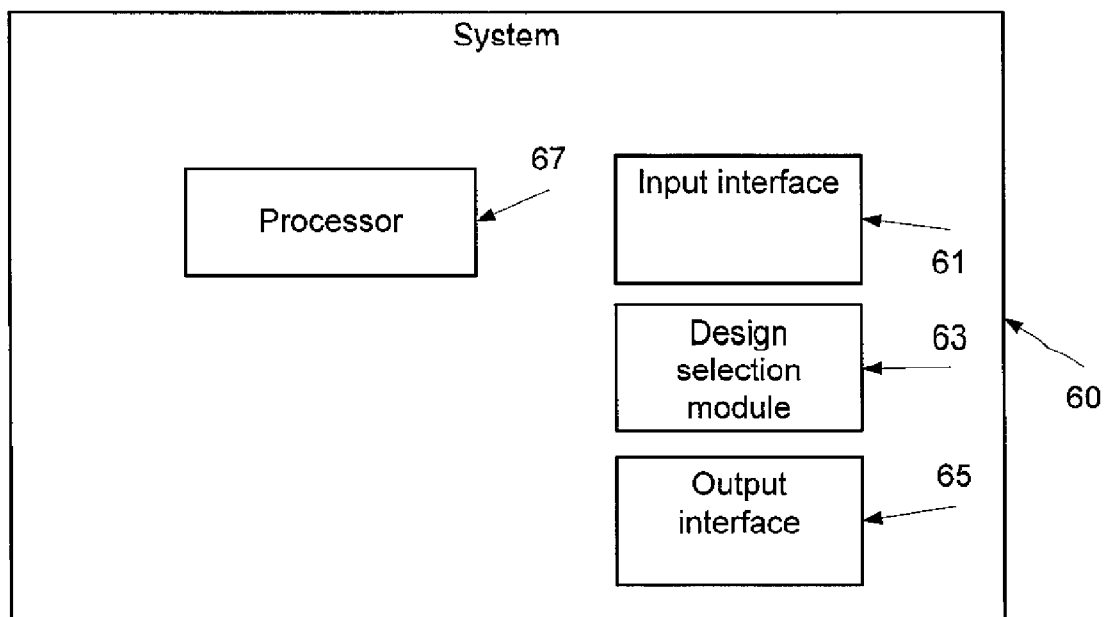 System
67
Processor
Input interface
61
Design
selection
module
63
60
Output
interface
65